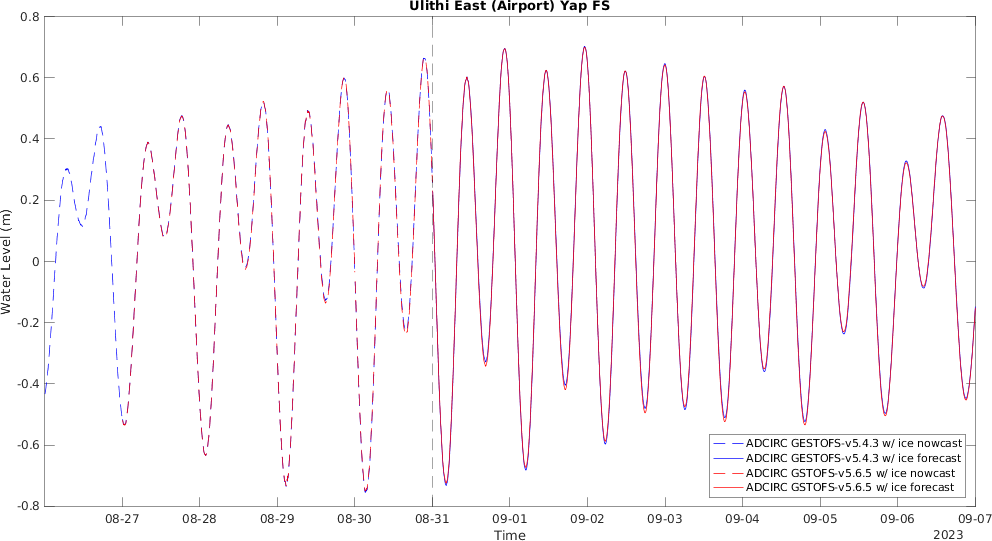 Ulithi East (Airport) Yap FS
0.8
0.6
0.4
0.2
0
-0.2
-0.4
-0.6
-0.8
Water Level (m)
08-27 08-28 08-29 08-30 08-31 09-01 09-02 09-03 09-04 09-05 09-06 09-07
Time
2023
ADCIRC GESTOFS-v5.4.3 w/ ice nowcast
ADCIRC GESTOFS-v5.4.3 w/ ice forecast
ADCIRC GSTOFS-v5.6.5 w/ ice nowcast
ADCIRC GSTOFS-v5.6.5 w/ ice forecast